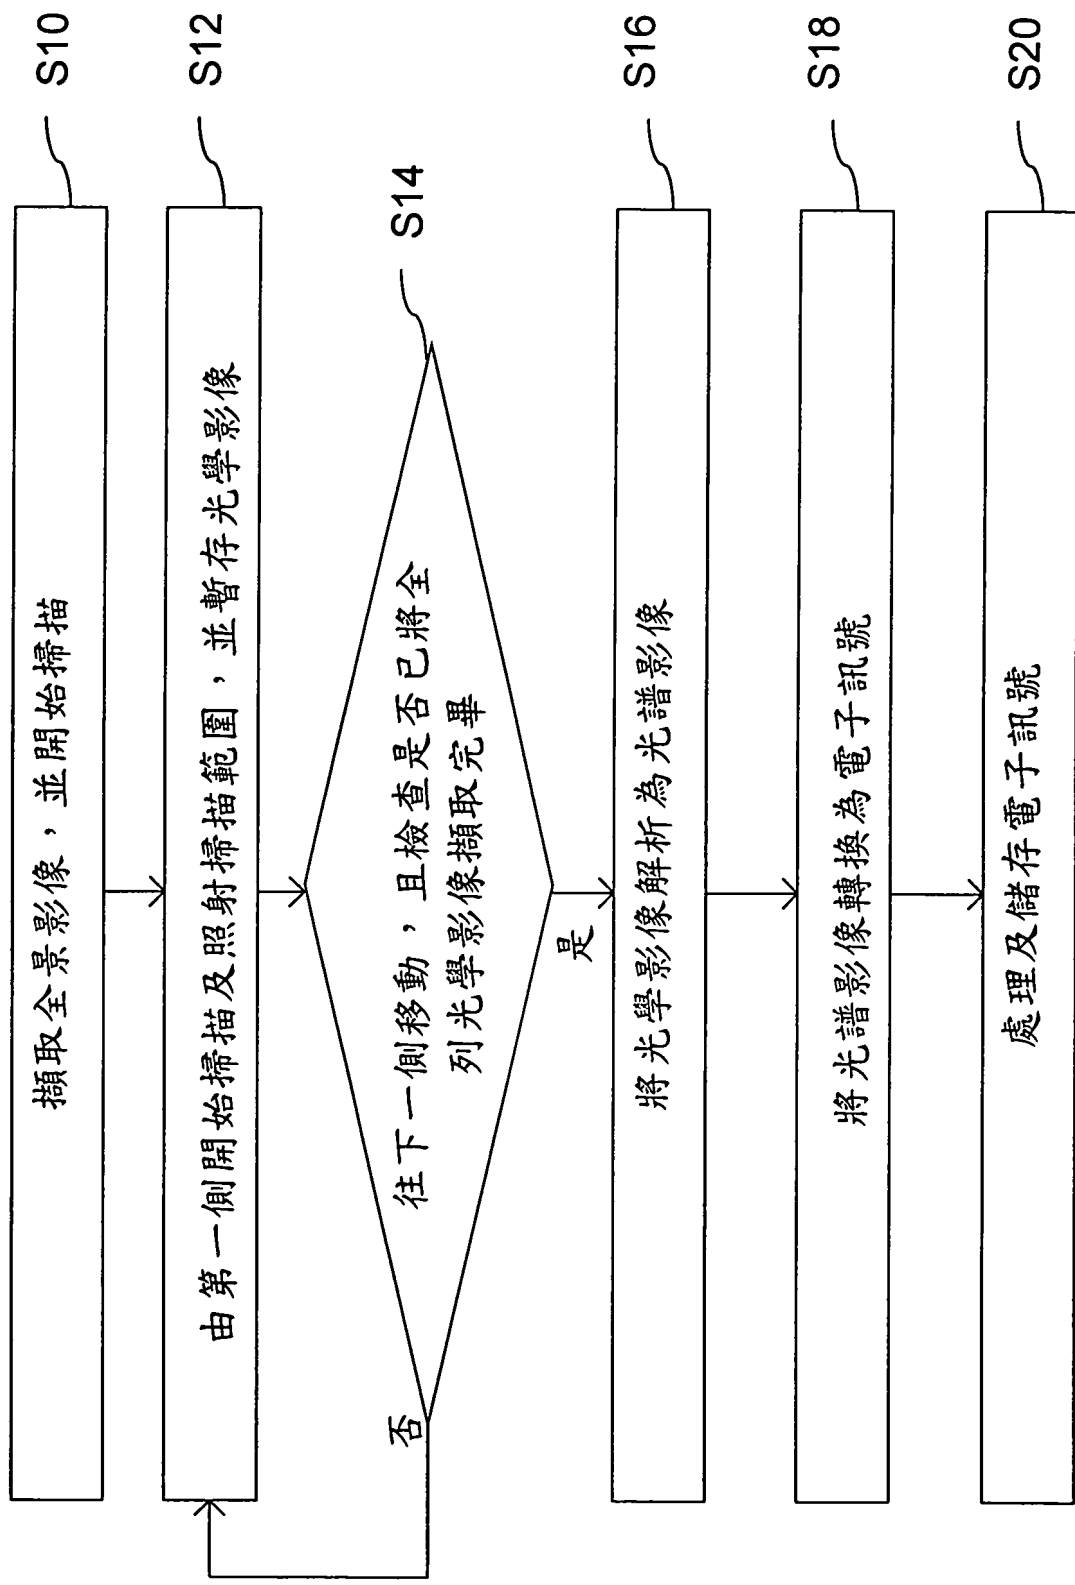 擷取全景影像，並開始掃描
S10
由第一側開始掃描及照射掃描範圍，並暫存光學影像
S12
往下一側移動，且檢查是否已將全
列光學影像擷取完畢
S14
否
是
將光學影像解析為光譜影像
S16
將光譜影像轉換為電子訊號
S18
處理及儲存電子訊號
S20